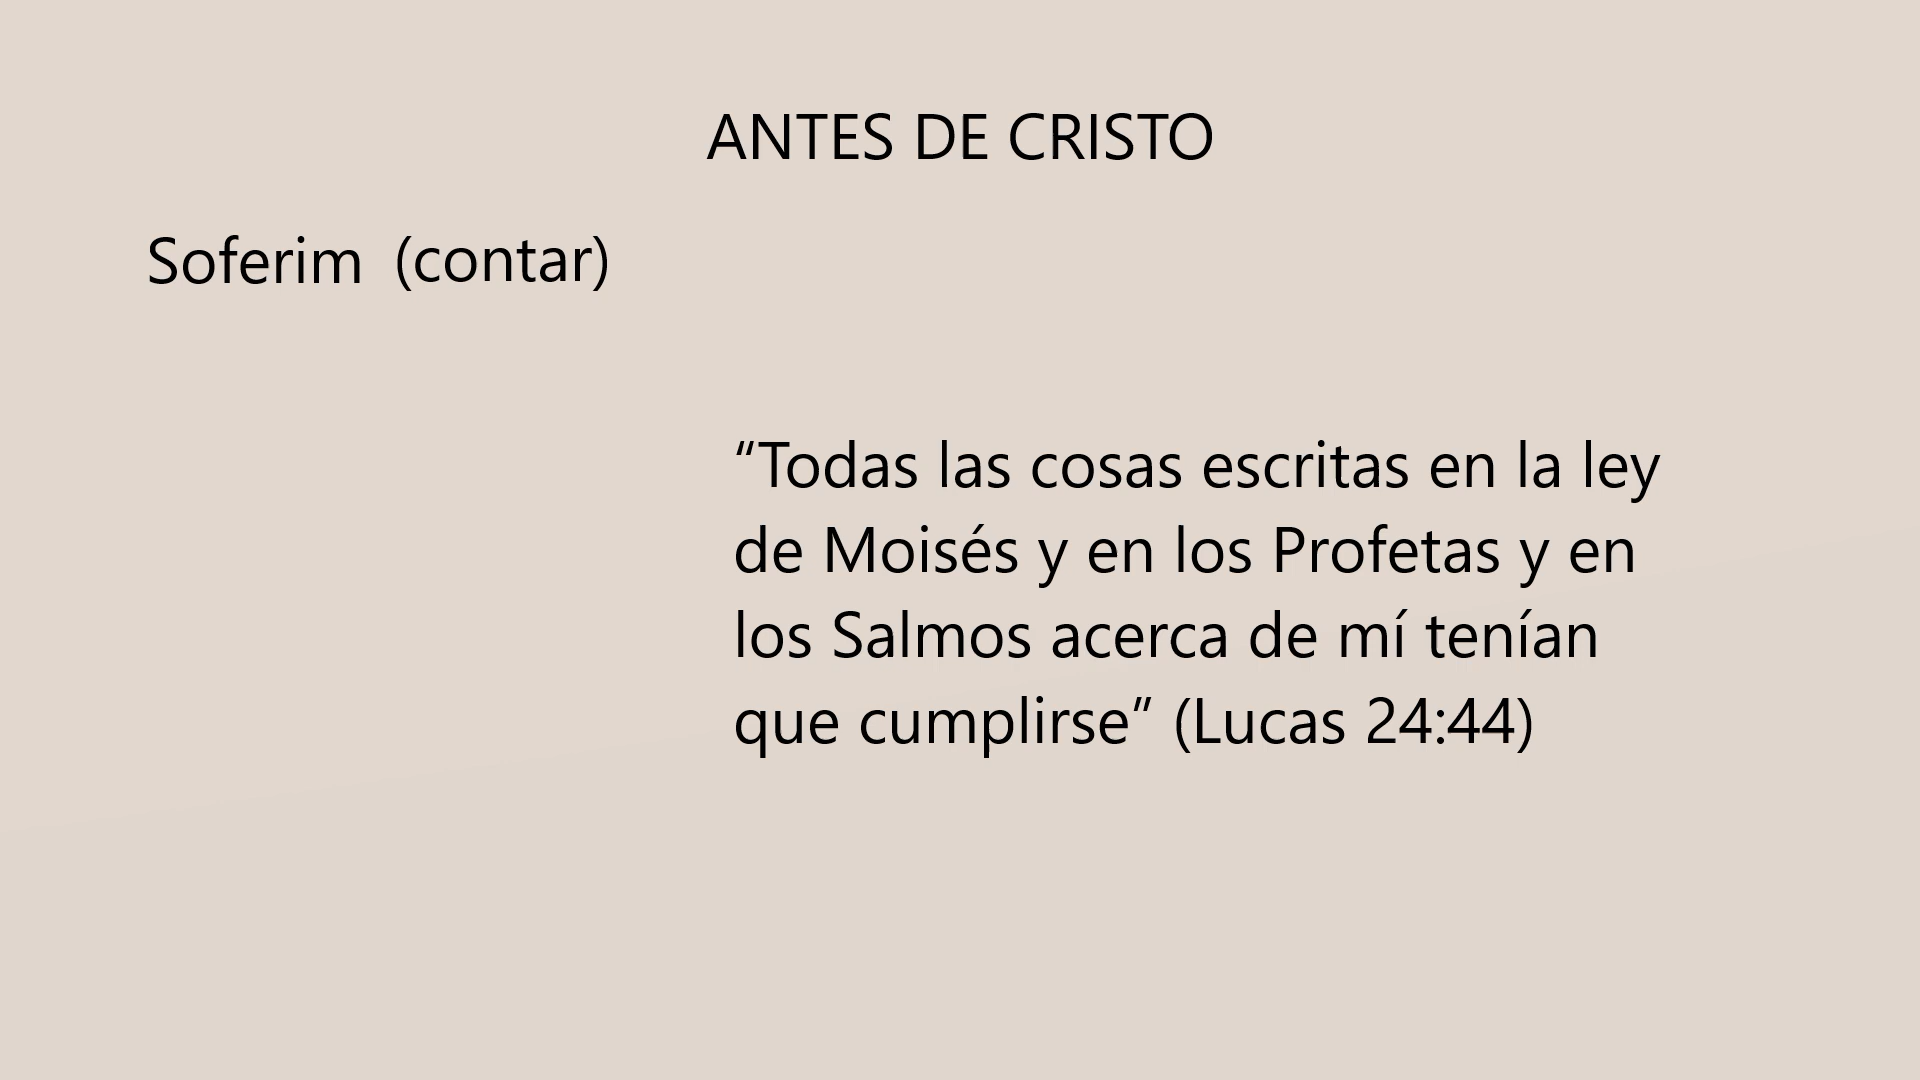 ANTES DE CRISTO
Soferim (contar)
“Todas las cosas escritas en la ley
de Moisés y en los Profetas y en
los Salmos acerca de mí tenían
que cumplirse” (Lucas 24:44)